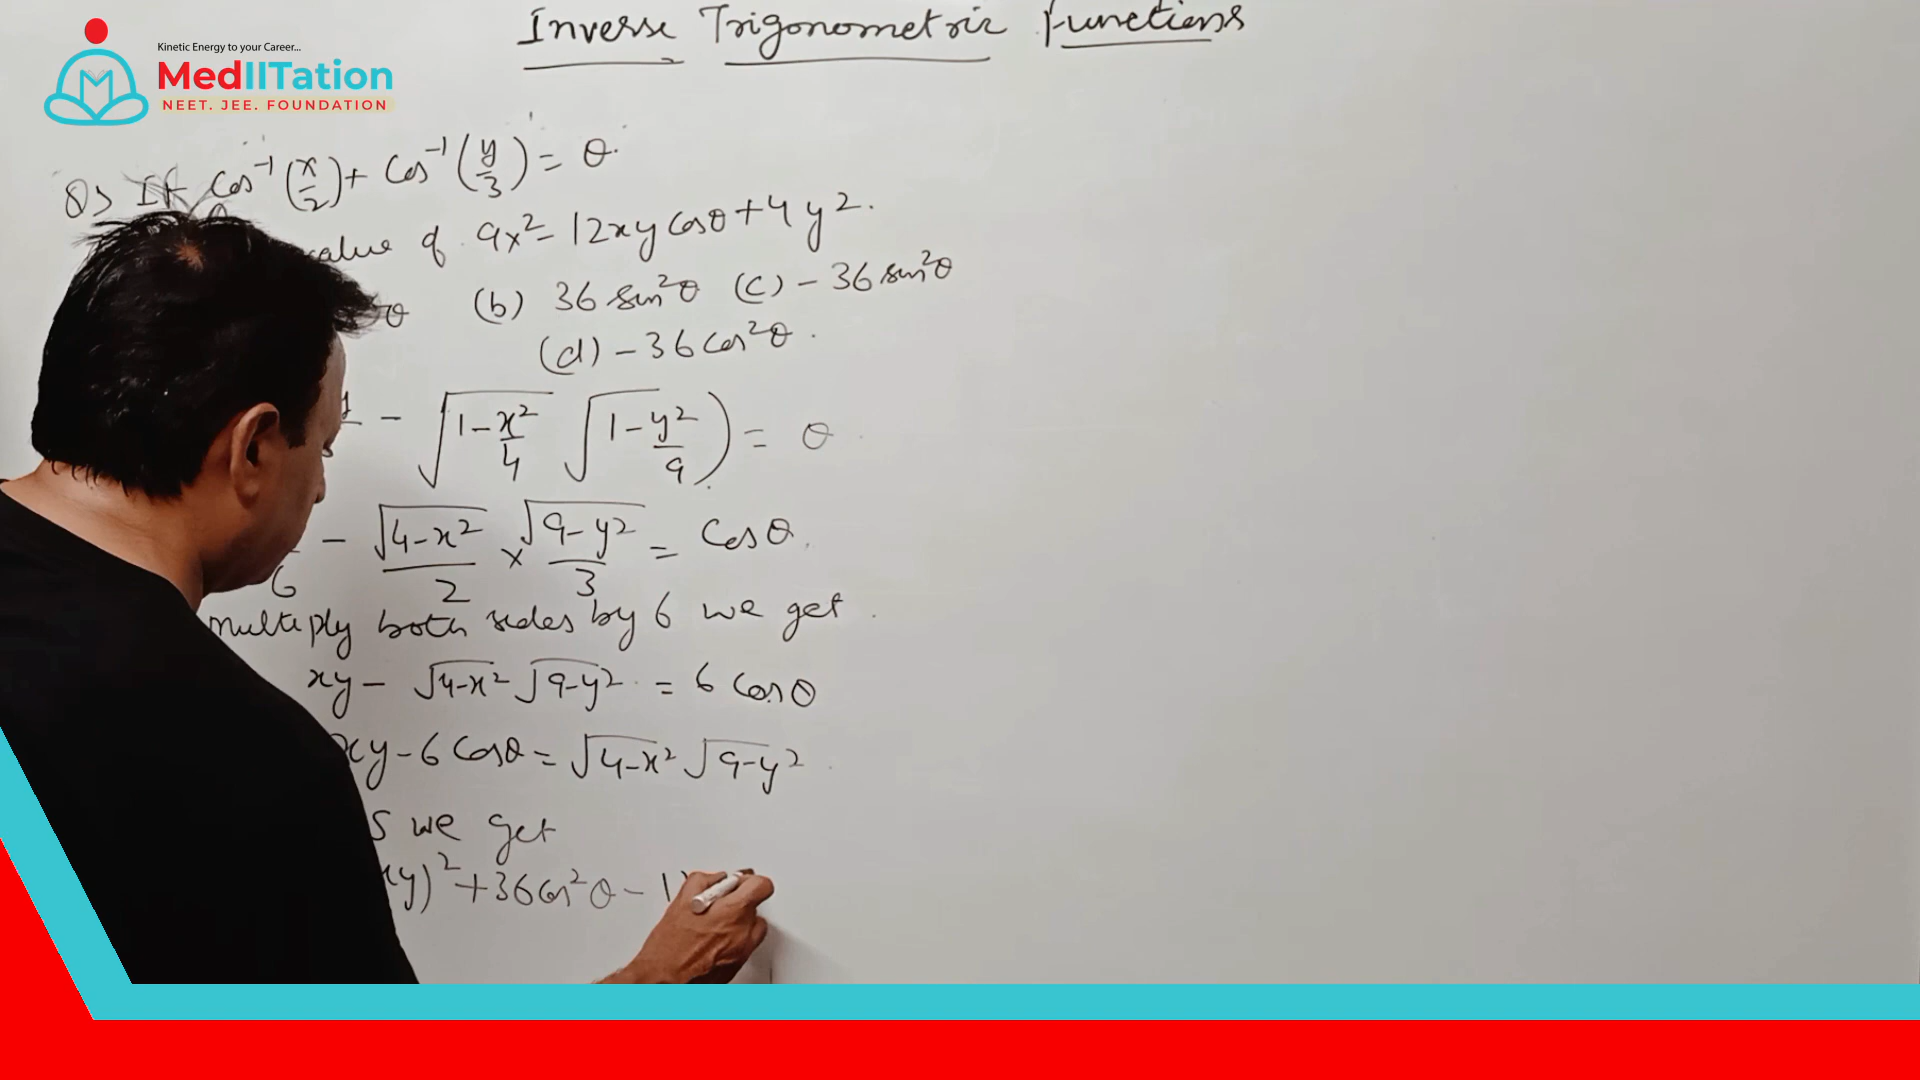 Inverse Trigonometric functions
Kinetic Energy to your Career...
MedIITation
NEET. JEE. FOUNDATION
Q> If cos⁻¹(x/2) + cos⁻¹(y/3) = θ.
value of 9x² - 12xy cosθ + 4y².
θ (b) 36 sin²θ (c) - 36 sin²θ
(d) - 36 cos²θ.
- √(1-x²/4) √(1-y²/9)) = θ
6 - √(4-x²)/2 × √(9-y²)/3 = cosθ
multiply both sides by 6 we get
xy - √(4-x²) √(9-y²) = 6 cosθ
xy - 6 cosθ = √(4-x²) √(9-y²)
S we get
xy)² + 36 cos²θ - 1